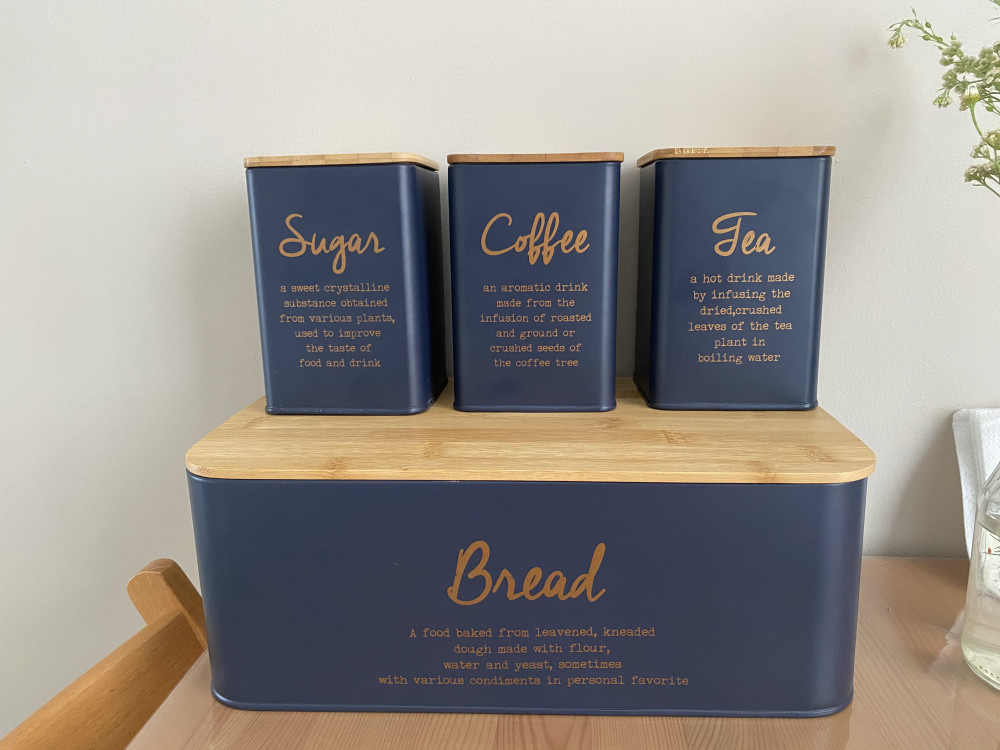 Sugar
a sweet crystalline
substance obtained
from various plants,
used to improve
the taste of
food and drink
Coffee
an aromatic drink
made from the
infusion of roasted
and ground or
crushed seeds of
the coffee tree
Tea
a hot drink made
by infusing the
dried,crushed
leaves of the tea
plant in
boiling water
Bread
A food baked from leavened, kneaded
dough made with flour,
water and yeast, sometimes
with various condiments in personal favorite